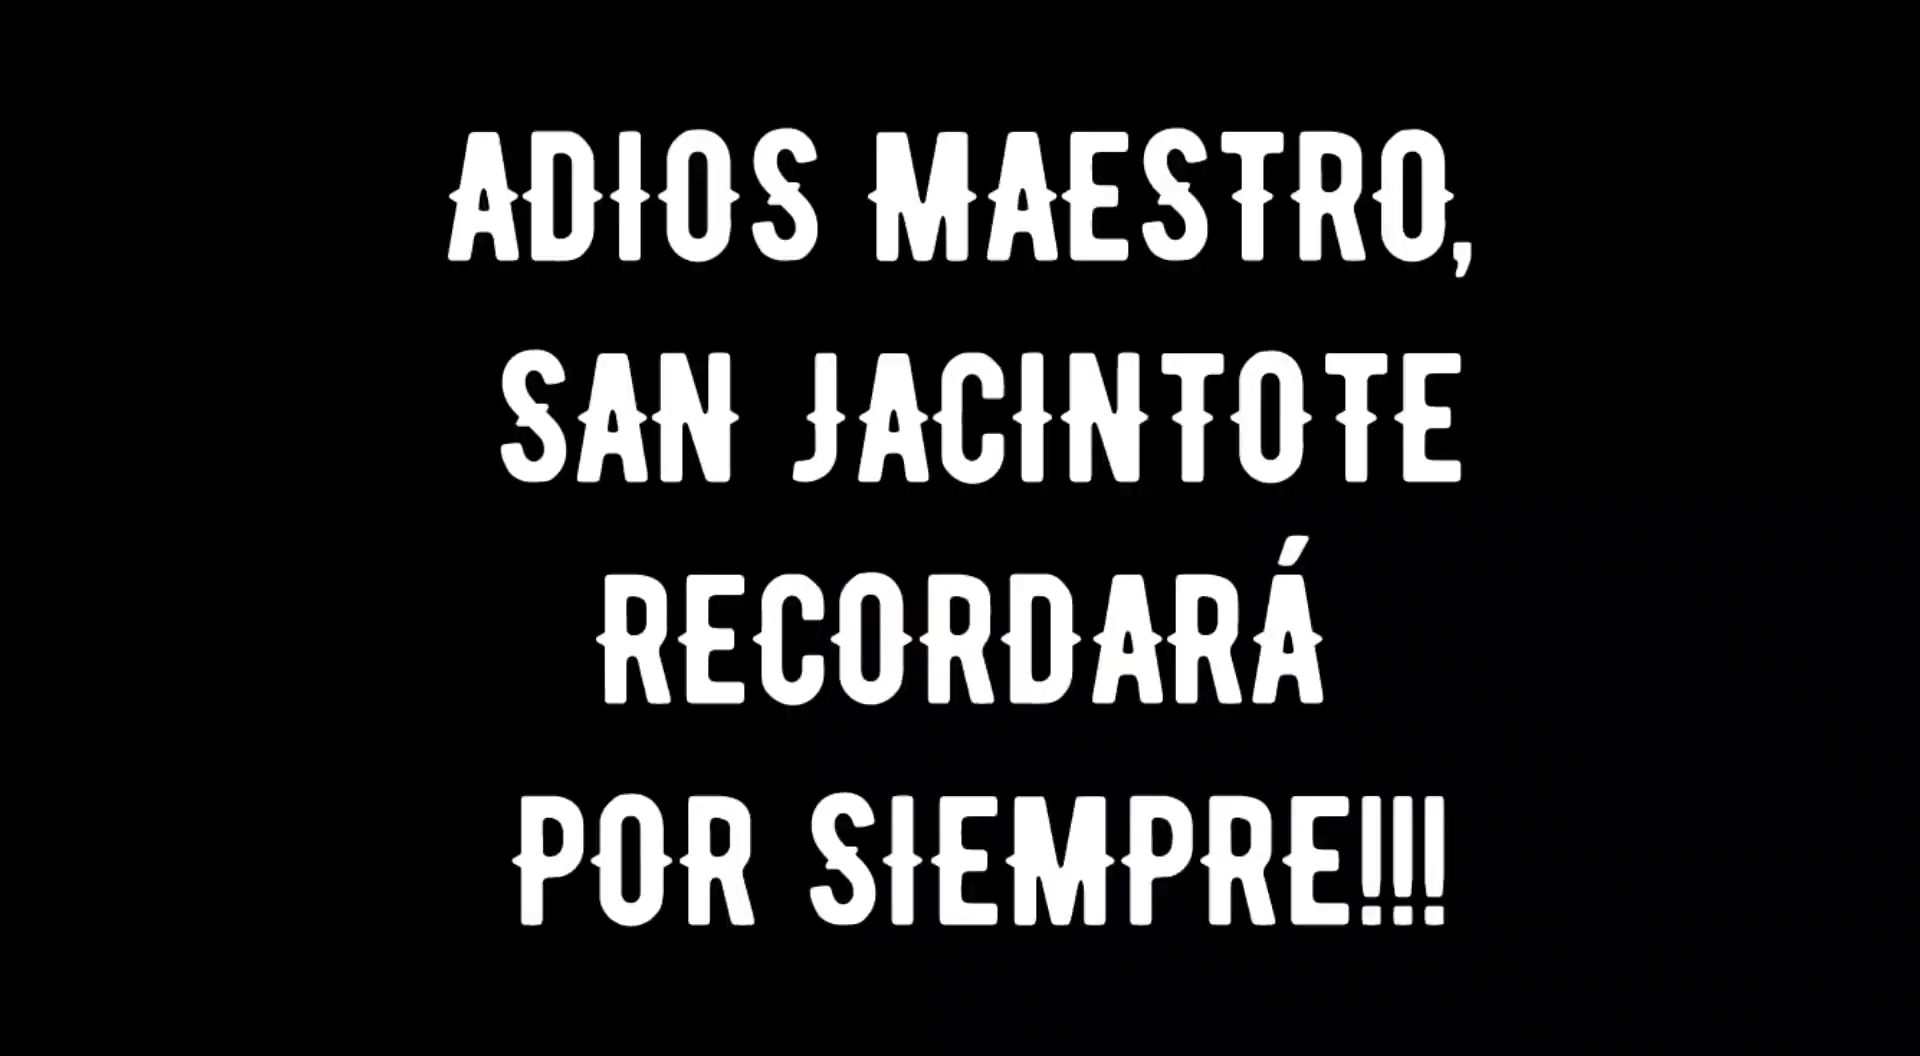 ADIOS MAESTRO,
SAN JACINTOTE
RECORDARÁ
POR SIEMPRE!!!